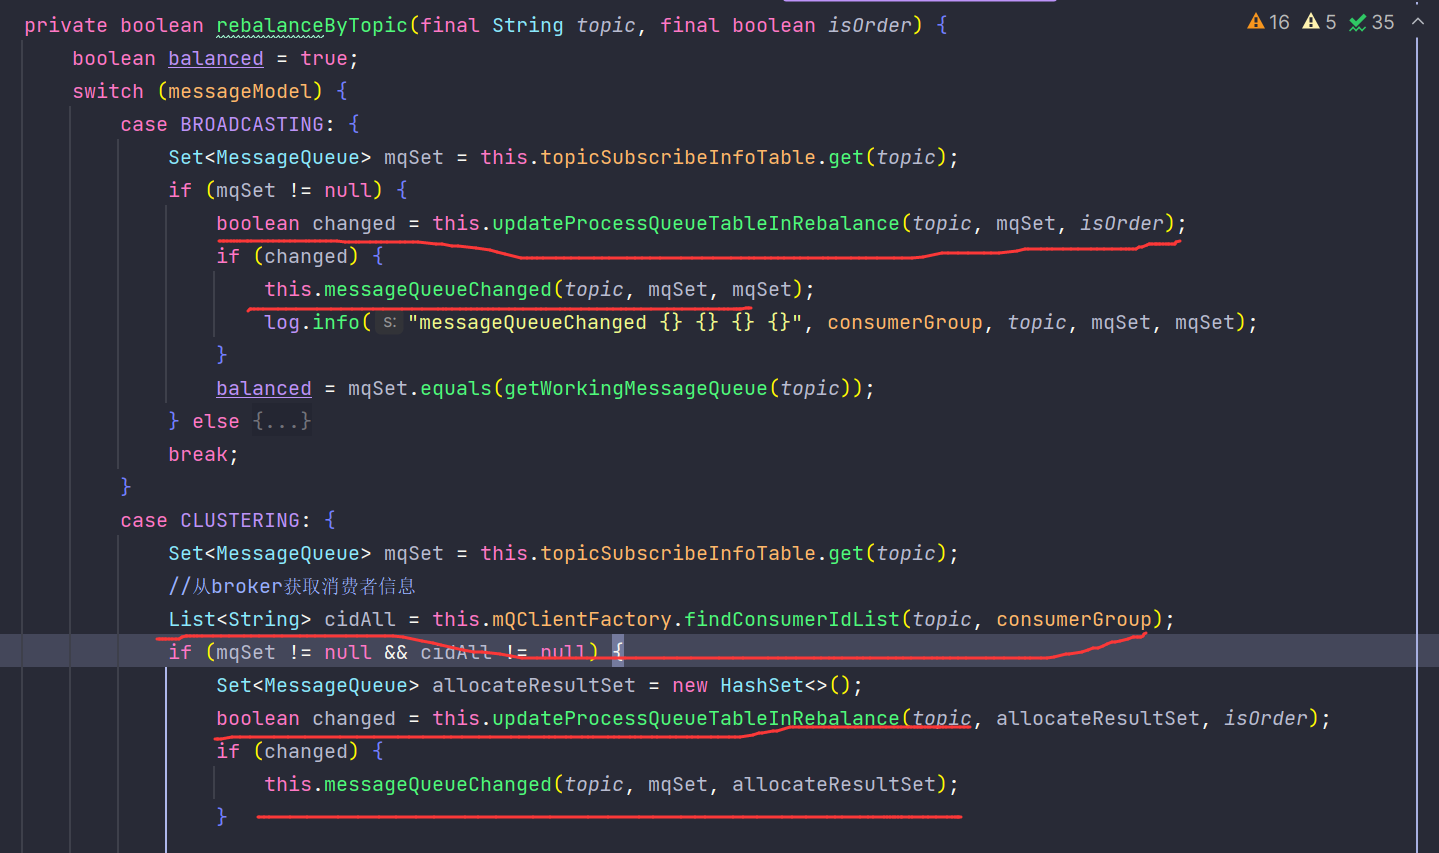 private boolean rebalanceByTopic(final String topic, final boolean isOrder) {
16 5 35
boolean balanced = true;
switch (messageModel) {
case BROADCASTING: {
Set<MessageQueue> mqSet = this.topicSubscribeInfoTable.get(topic);
if (mqSet != null) {
boolean changed = this.updateProcessQueueTableInRebalance(topic, mqSet, isOrder);
if (changed) {
this.messageQueueChanged(topic, mqSet, mqSet);
log.info( s: "messageQueueChanged {} {} {} {}", consumerGroup, topic, mqSet, mqSet);
}
balanced = mqSet.equals(getWorkingMessageQueue(topic));
} else {...}
break;
}
case CLUSTERING: {
Set<MessageQueue> mqSet = this.topicSubscribeInfoTable.get(topic);
//从broker获取消费者信息
List<String> cidAll = this.mQClientFactory.findConsumerIdList(topic, consumerGroup);
if (mqSet != null && cidAll != null) {
Set<MessageQueue> allocateResultSet = new HashSet<>();
boolean changed = this.updateProcessQueueTableInRebalance(topic, allocateResultSet, isOrder);
if (changed) {
this.messageQueueChanged(topic, mqSet, allocateResultSet);
}